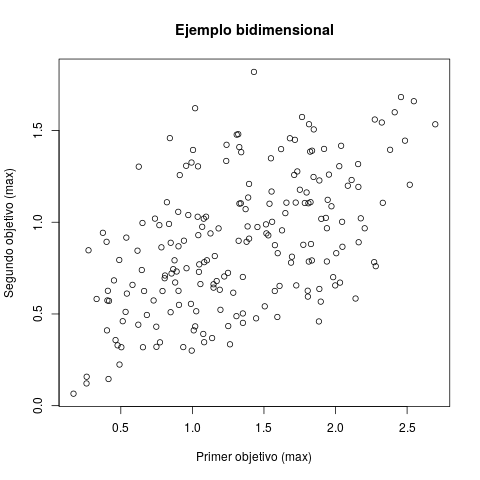 Ejemplo bidimensional
Segundo objetivo (max)
1.5
1.0
0.5
0.0
0.5 1.0 1.5 2.0 2.5
Primer objetivo (max)